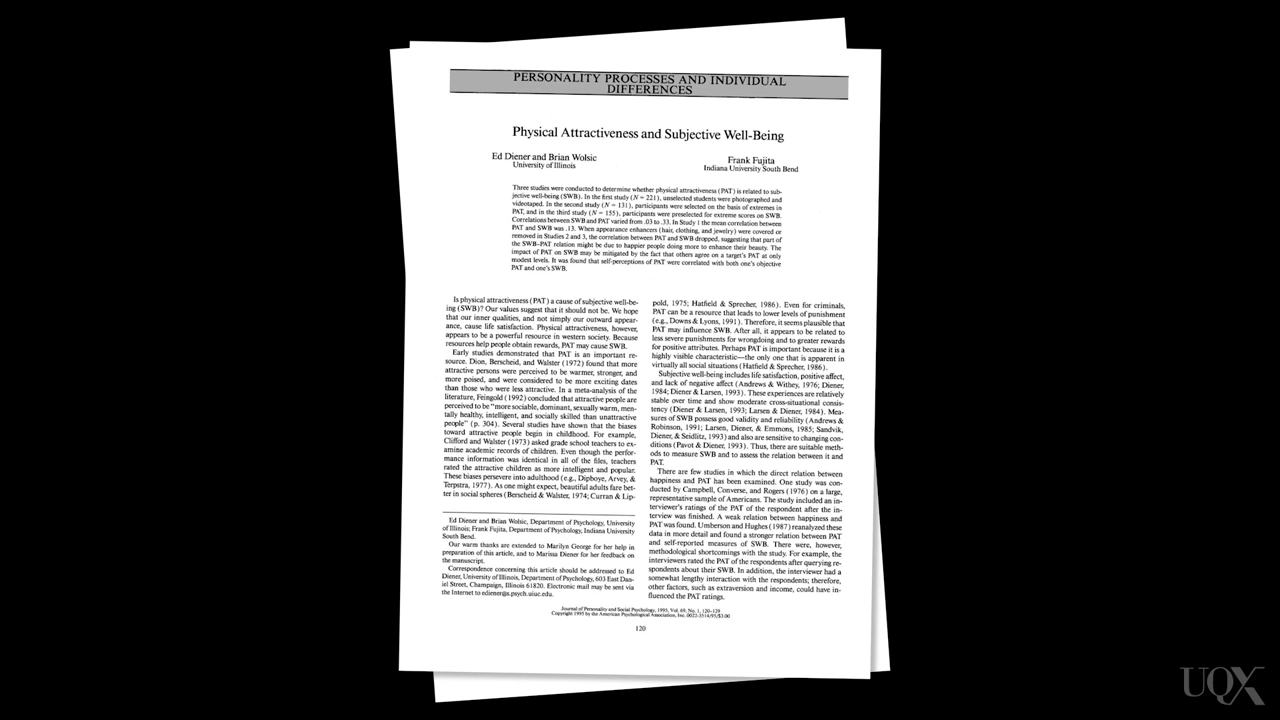 PERSONALITY PROCESSES AND INDIVIDUAL
DIFFERENCES
Physical Attractiveness and Subjective Well-Being
Ed Diener and Brian Wolsic
University of Illinois
Frank Fujita
Indiana University South Bend
Three studies were conducted to determine whether physical attractiveness (PAT) is related to sub-
jective well-being (SWB). In the first study (N = 221), unselected students were photographed and
videotaped. In the second study (N = 131), participants were selected on the basis of extremes in
PAT, and in the third study (N = 155), participants were preselected for extreme scores on SWB.
Correlations between SWB and PAT varied from .03 to .33. In Study 1 the mean correlation between
PAT and SWB was .13. When appearance enhancers (hair, clothing, and jewelry) were covered or
removed in Studies 2 and 3, the correlation between PAT and SWB dropped, suggesting that part of
the SWB-PAT relation might be due to happier people doing more to enhance their beauty. The
impact of PAT on SWB may be mitigated by the fact that others agree on a target's PAT at only
modest levels. It was found that self-perceptions of PAT were correlated with both one's objective
PAT and one's SWB.
Is physical attractiveness (PAT) a cause of subjective well-be-
ing (SWB)? Our values suggest that it should not be. We hope
that our inner qualities, and not simply our outward appear-
ance, cause life satisfaction. Physical attractiveness, however,
appears to be a powerful resource in western society. Because
resources help people obtain rewards, PAT may cause SWB.
Early studies demonstrated that PAT is an important re-
source. Dion, Berscheid, and Walster (1972) found that more
attractive persons were perceived to be warmer, stronger, and
more poised, and were considered to be more exciting dates
than those who were less attractive. In a meta-analysis of the
literature, Feingold (1992) concluded that attractive people are
perceived to be "more sociable, dominant, sexually warm, men-
tally healthy, intelligent, and socially skilled than unattractive
people" (p. 304). Several studies have shown that the biases
toward attractive people begin in childhood. For example,
Clifford and Walster (1973) asked grade school teachers to ex-
amine academic records of children. Even though the perfor-
mance information was identical in all of the files, teachers
rated the attractive children as more intelligent and popular.
These biases persevere into adulthood (e.g., Dipboye, Arvey, &
Terpstra, 1977). As one might expect, beautiful adults fare bet-
ter in social spheres (Berscheid & Walster, 1974; Curran & Lip-
Ed Diener and Brian Wolsic, Department of Psychology, University
of Illinois; Frank Fujita, Department of Psychology, Indiana University
South Bend.
Our warm thanks are extended to Marilyn George for her help in
preparation of this article, and to Marissa Diener for her feedback on
the manuscript.
Correspondence concerning this article should be addressed to Ed
Diener, University of Illinois, Department of Psychology, 603 East Dan-
iel Street, Champaign, Illinois 61820. Electronic mail may be sent via
the Internet to ediener@s.psych.uiuc.edu.
pold, 1975; Hatfield & Sprecher, 1986). Even for criminals,
PAT can be a resource that leads to lower levels of punishment
(e.g., Downs & Lyons, 1991). Therefore, it seems plausible that
PAT may influence SWB. After all, it appears to be related to
less severe punishments for wrongdoing and to greater rewards
for positive attributes. Perhaps PAT is important because it is a
highly visible characteristic—the only one that is apparent in
virtually all social situations (Hatfield & Sprecher, 1986).
Subjective well-being includes life satisfaction, positive affect,
and lack of negative affect (Andrews & Withey, 1976; Diener,
1984; Diener & Larsen, 1993). These experiences are relatively
stable over time and show moderate cross-situational consis-
tency (Diener & Larsen, 1993; Larsen & Diener, 1984). Mea-
sures of SWB possess good validity and reliability (Andrews &
Robinson, 1991; Larsen, Diener, & Emmons, 1985; Sandvik,
Diener, & Seidlitz, 1993) and also are sensitive to changing con-
ditions (Pavot & Diener, 1993). Thus, there are suitable meth-
ods to measure SWB and to assess the relation between it and
PAT.
There are few studies in which the direct relation between
happiness and PAT has been examined. One study was con-
ducted by Campbell, Converse, and Rogers (1976) on a large,
representative sample of Americans. The study included an in-
terviewer's ratings of the PAT of the respondent after the in-
terview was finished. A weak relation between happiness and
PAT was found. Umberson and Hughes (1987) reanalyzed these
data in more detail and found a stronger relation between PAT
and self-reported measures of SWB. There were, however,
methodological shortcomings with the study. For example, the
interviewers rated the PAT of the respondents after querying re-
spondents about their SWB. In addition, the interviewer had a
somewhat lengthy interaction with the respondents; therefore,
other factors, such as extraversion and income, could have in-
fluenced the PAT ratings.
Journal of Personality and Social Psychology, 1995, Vol. 69, No. 1, 120-129
Copyright 1995 by the American Psychological Association, Inc. 0022-3514/95/$3.00
120
UQX